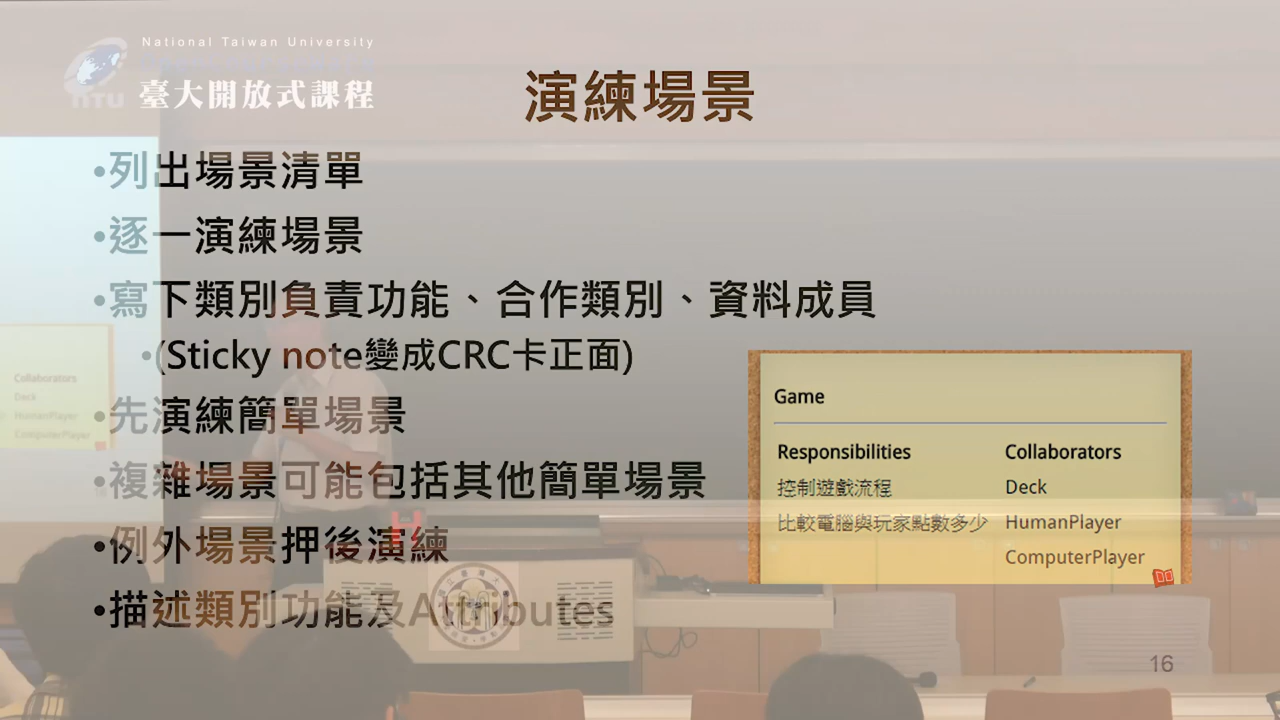 National Taiwan University
臺大開放式課程
NTU
演練場景
•列出場景清單
•逐一演練場景
•寫下類別負責功能、合作類別、資料成員
•(Sticky note變成CRC卡正面)
•先演練簡單場景
•複雜場景可能包括其他簡單場景
•例外場景押後演練
•描述類別功能及Attributes
Game
Responsibilities
Collaborators
控制遊戲流程
Deck
比較電腦與玩家點數多少
HumanPlayer
ComputerPlayer
Collaborators
Deck
HumanPlayer
ComputerPlayer
16